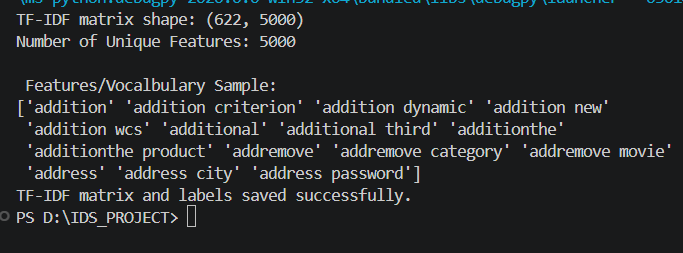 TF-IDF matrix shape: (622, 5000)
Number of Unique Features: 5000
Features/Vocalbulary Sample:
['addition' 'addition criterion' 'addition dynamic' 'addition new'
'addition wcs' 'additional' 'additional third' 'additionthe'
'additionthe product' 'addremove' 'addremove category' 'addremove movie'
'address' 'address city' 'address password']
TF-IDF matrix and labels saved successfully.
PS D:\IDS_PROJECT>